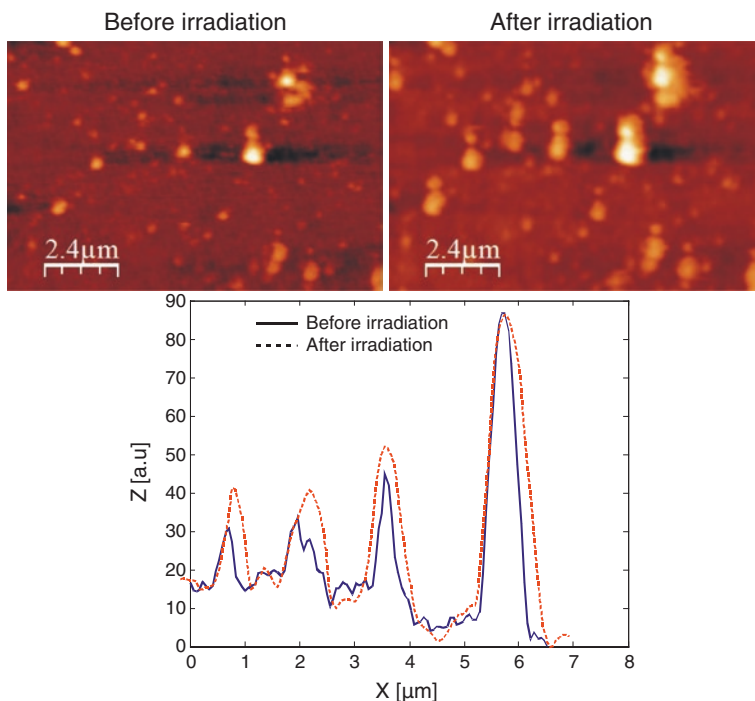 Before irradiation
After irradiation
2.4μm
2.4μm
90
80
70
60
50
40
30
20
10
0
Z [a.u]
Before irradiation
After irradiation
0 1 2 3 4 5 6 7 8
X [μm]